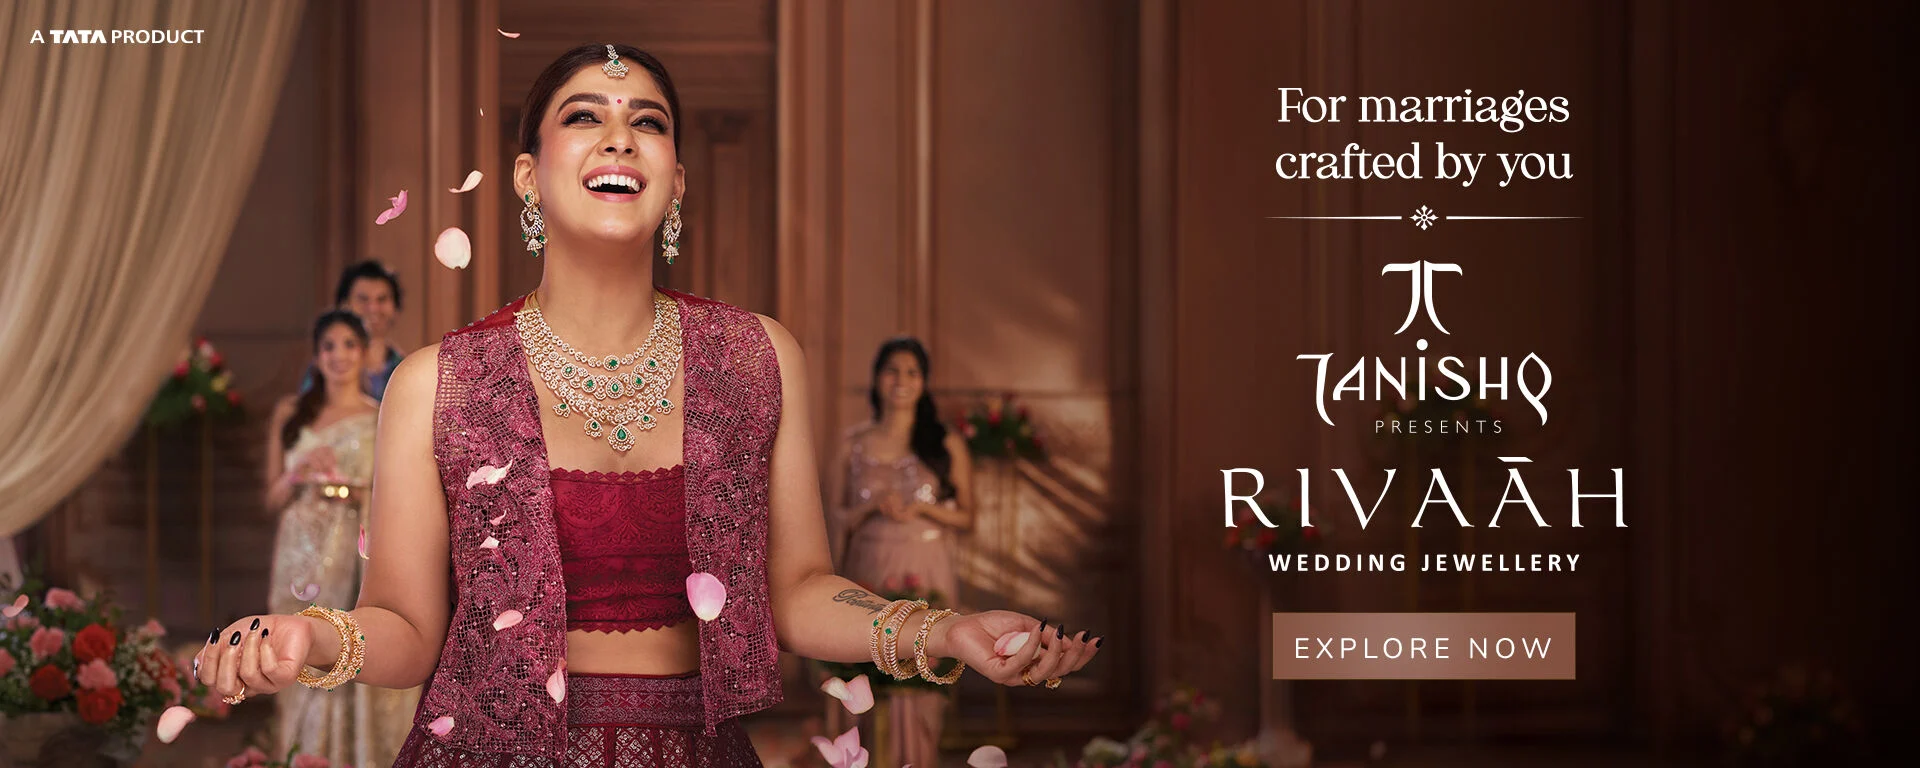 A TATA PRODUCT
For marriages
crafted by you
TANISHQ
PRESENTS
RIVAĀH
WEDDING JEWELLERY
EXPLORE NOW